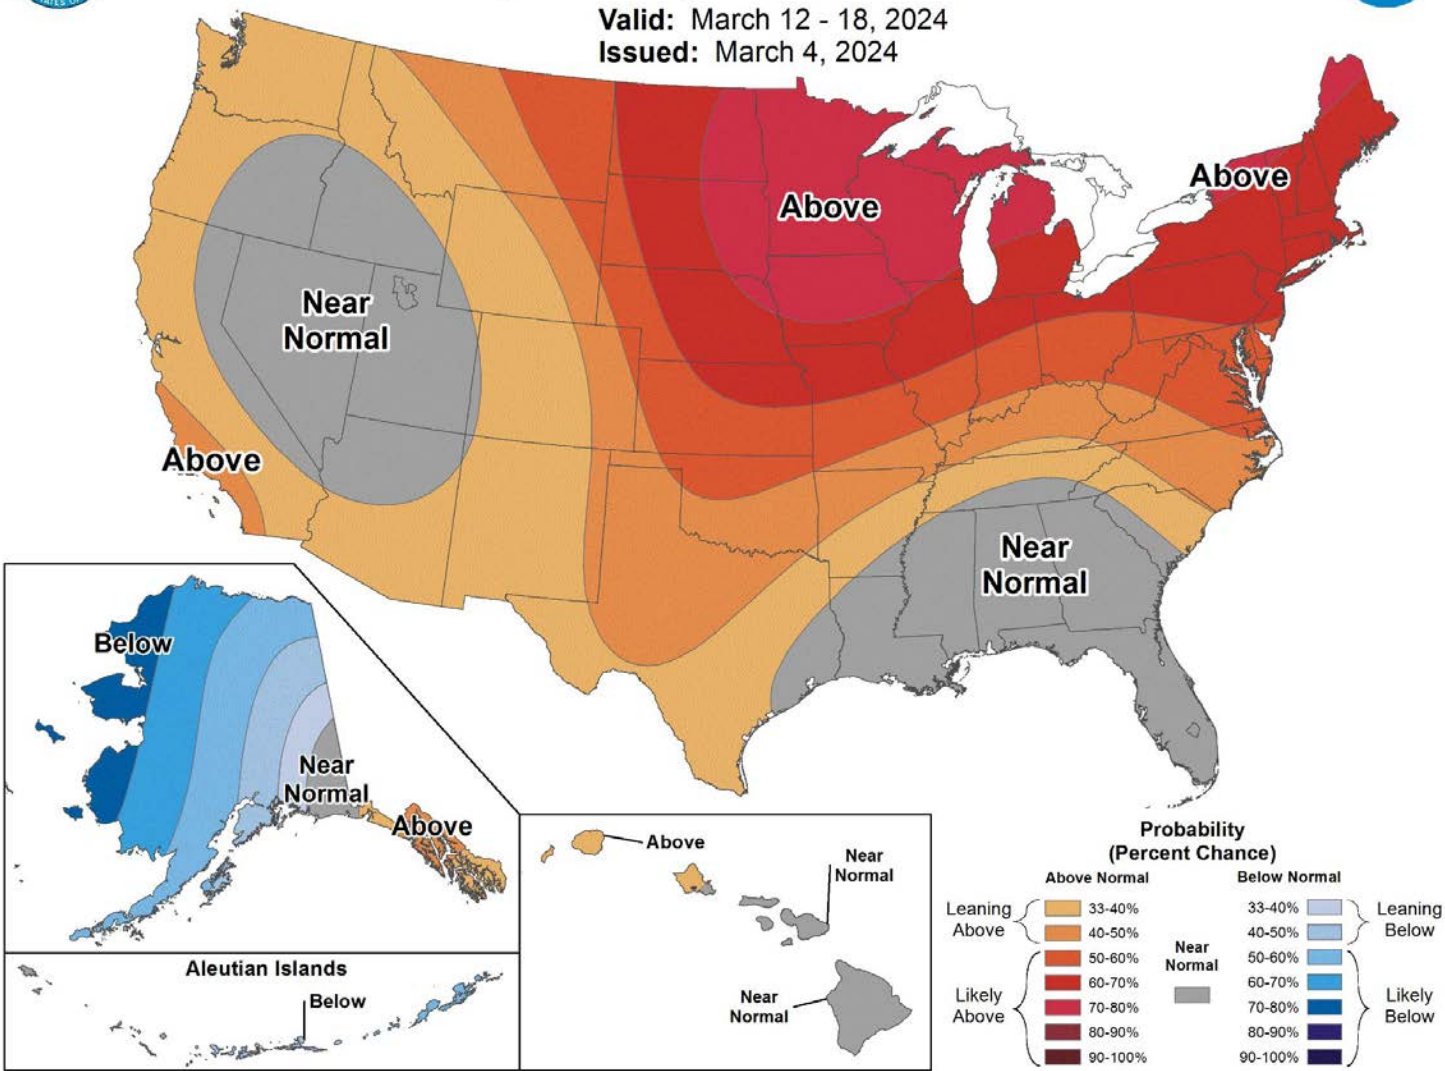 TATES OF
Valid: March 12 - 18, 2024
Issued: March 4, 2024
Above
Above
Near
Normal
Above
Near
Normal
Below
Near
Normal
Above
Aleutian Islands
Below
Above
Near
Normal
Near
Normal
Probability
(Percent Chance)
Above Normal
Below Normal
Leaning
Above
33-40%
40-50%
Likely
Above
50-60%
60-70%
70-80%
80-90%
90-100%
Near
Normal
33-40%
40-50%
Leaning
Below
50-60%
60-70%
70-80%
80-90%
90-100%
Likely
Below